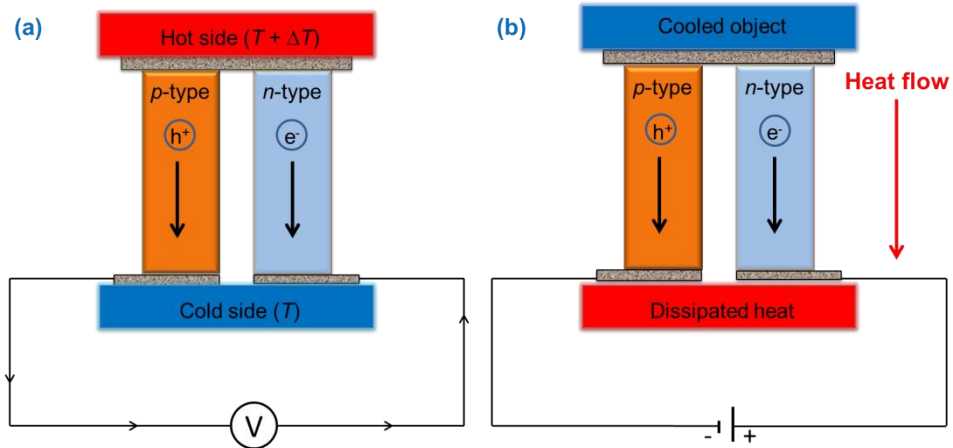 (a)
Hot side (T + ΔT)
p-type
n-type
h⁺
e⁻
Cold side (T)
V
(b)
Cooled object
p-type
n-type
h⁺
e⁻
Heat flow
Dissipated heat
- +